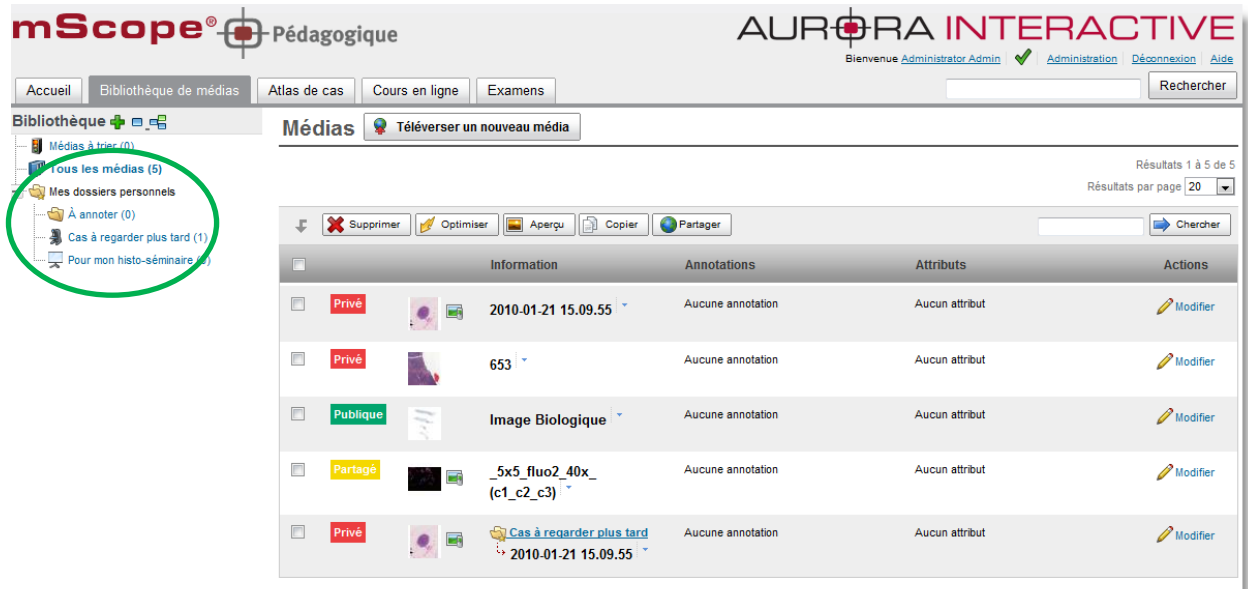 mScope® Pédagogique
AURORA INTERACTIVE
Bienvenue Administrator Admin Administration Déconnexion Aide
Accueil Bibliothèque de médias Atlas de cas Cours en ligne Examens Rechercher
Bibliothèque
Médias à trier (0)
Tous les médias (5)
Mes dossiers personnels
À annoter (0)
Cas à regarder plus tard (1)
Pour mon histo-séminaire
Médias Téléverser un nouveau média
Résultats 1 à 5 de 5
Résultats par page 20
Supprimer Optimiser Aperçu Copier Partager Chercher
Information Annotations Attributs Actions
Privé 2010-01-21 15.09.55 Aucune annotation Aucun attribut Modifier
Privé 653 Aucune annotation Aucun attribut Modifier
Publique Image Biologique Aucune annotation Aucun attribut Modifier
Partagé _5x5_fluo2_40x_ Aucune annotation Aucun attribut Modifier
(c1_c2_c3)
Privé Cas à regarder plus tard Aucune annotation Aucun attribut Modifier
2010-01-21 15.09.55